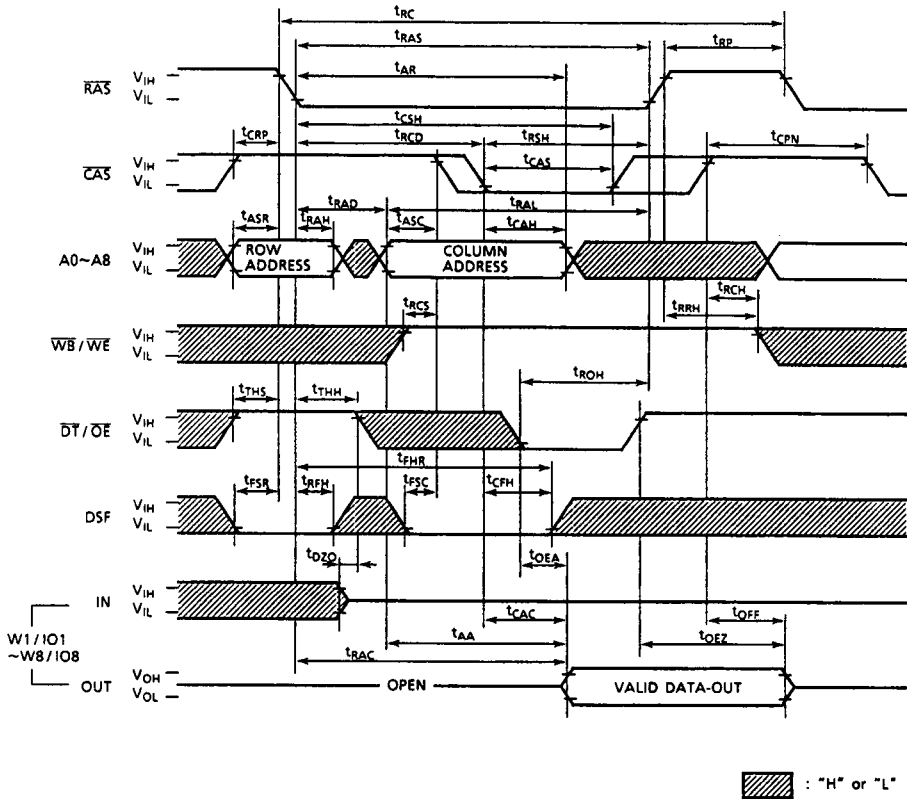 tRC
tRAS
tRP
tAR
RAS VIH
VIL
tCSH
tCRP tRCD tRSH tCPN
tCAS
CAS VIH
VIL
tRAD tRAL
tASR tRAH tASC tCAH
A0~A8 VIH
VIL
ROW ADDRESS
COLUMN ADDRESS
tRCS tRCH
tRRH
WB/WE VIH
VIL
tROH
tTHS tTHH
DT/OE VIH
VIL
tFHR
tFSR tRFH tFSC tCFH
DSF VIH
VIL
tDZO tOEA
IN VIH
VIL
tCAC tOFF
tAA tOEZ
tRAC
W1/IO1
~W8/IO8
OUT VOH
VOL
OPEN
VALID DATA-OUT
: "H" or "L"